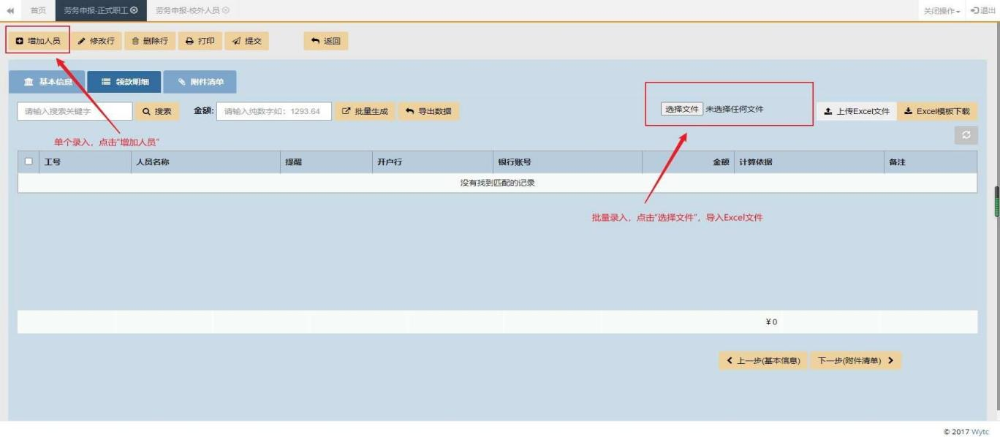 首页 劳务申报-正式职工 劳务申报-校外人员 关闭操作 退出
增加人员 修改行 删除行 打印 提交 返回
基本信息 领款明细 附件清单
请输入搜索关键字 搜索 金额: 请输入纯数字如：1293.64 批量生成 导出数据 选择文件 未选择任何文件 上传Excel文件 Excel模板下载
单个录入，点击“增加人员”
工号 人员名称 提醒 开户行 银行账号 金额 计算依据 备注
没有找到匹配的记录
批量录入，点击“选择文件”，导入Excel文件
¥0
上一步(基本信息) 下一步(附件清单)
© 2017 Wytc